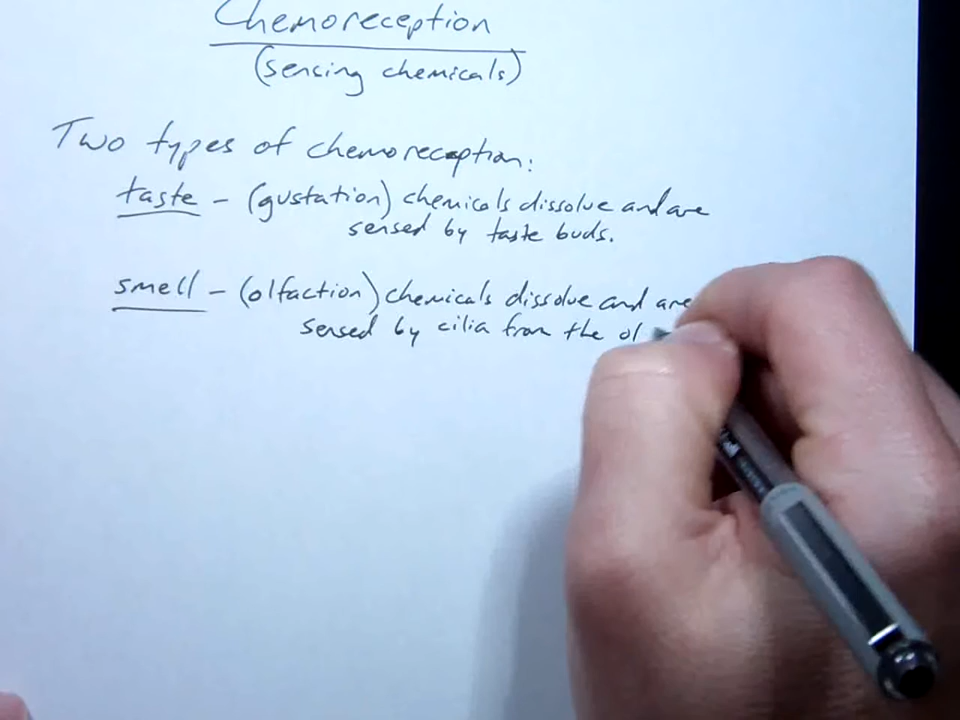 Chemoreception
(sensing chemicals)
Two types of chemoreception:
taste - (gustation) chemicals dissolve and are
sensed by taste buds.
smell - (olfaction) chemicals dissolve and are
sensed by cilia from the ol